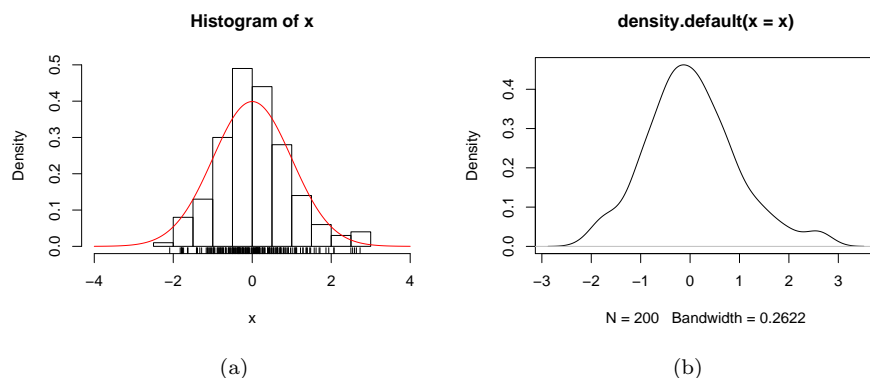 Histogram of x
Density
0.0 0.1 0.2 0.3 0.4 0.5
−4 −2 0 2 4
x
(a)
density.default(x = x)
Density
0.0 0.1 0.2 0.3 0.4
−3 −2 −1 0 1 2 3
N = 200 Bandwidth = 0.2622
(b)